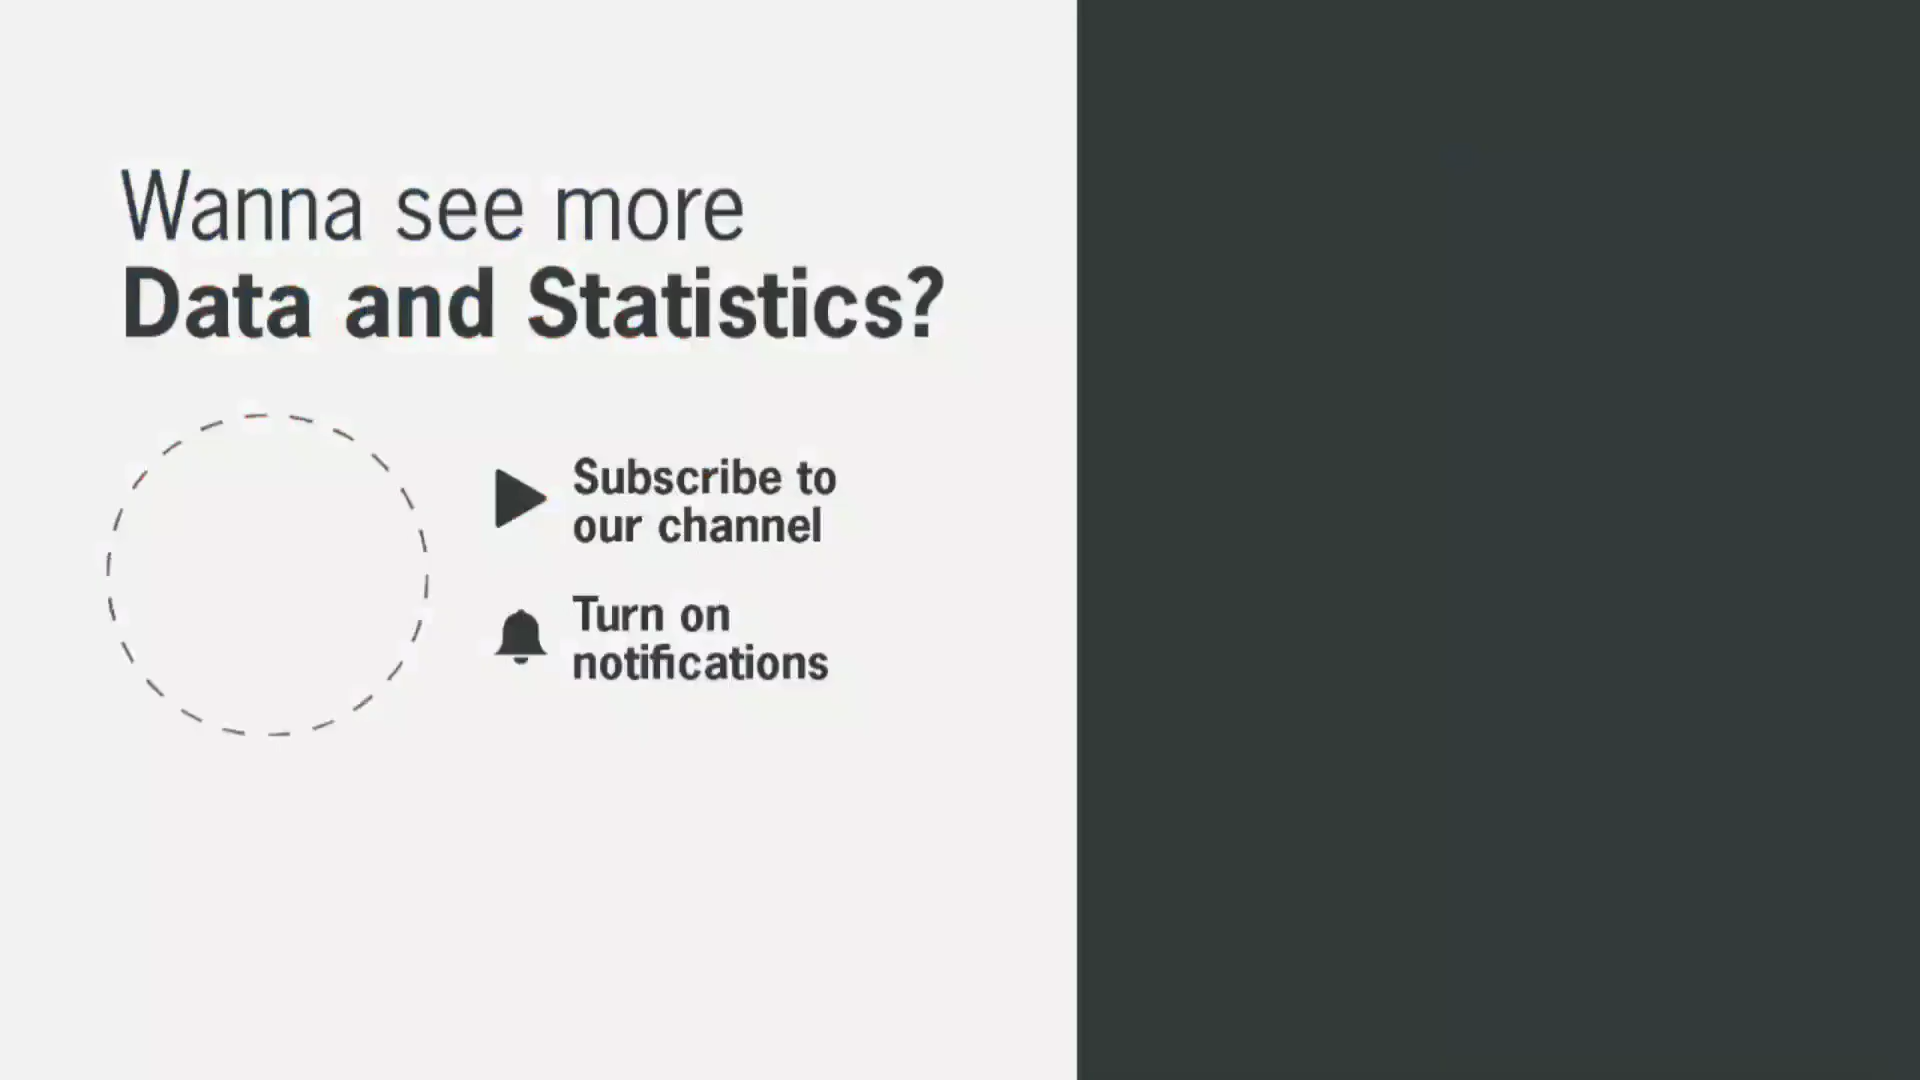 Wanna see more
Data and Statistics?
Subscribe to
our channel
Turn on
notifications